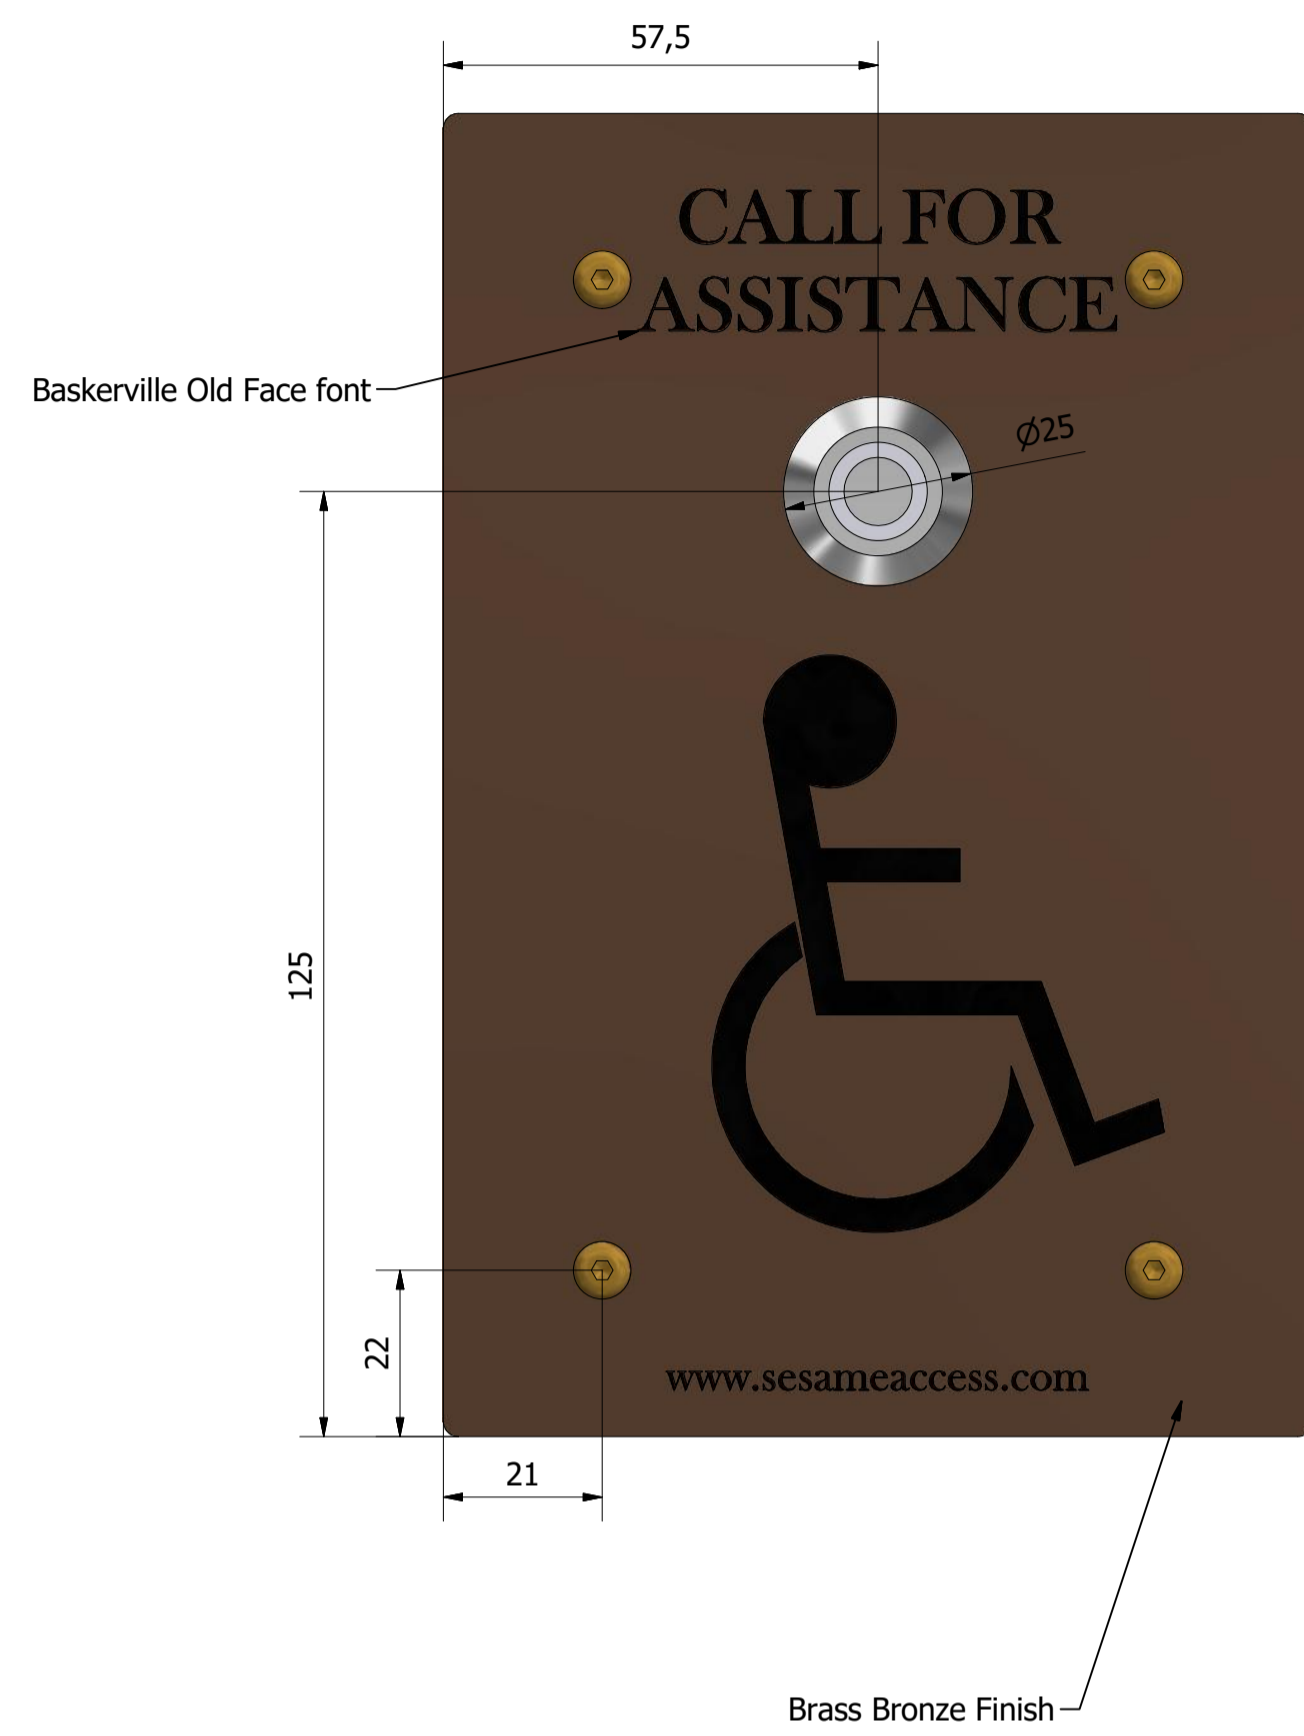 57,5
CALL FOR
ASSISTANCE
Baskerville Old Face font
Ø25
125
22
www.sesameaccess.com
21
Brass Bronze Finish